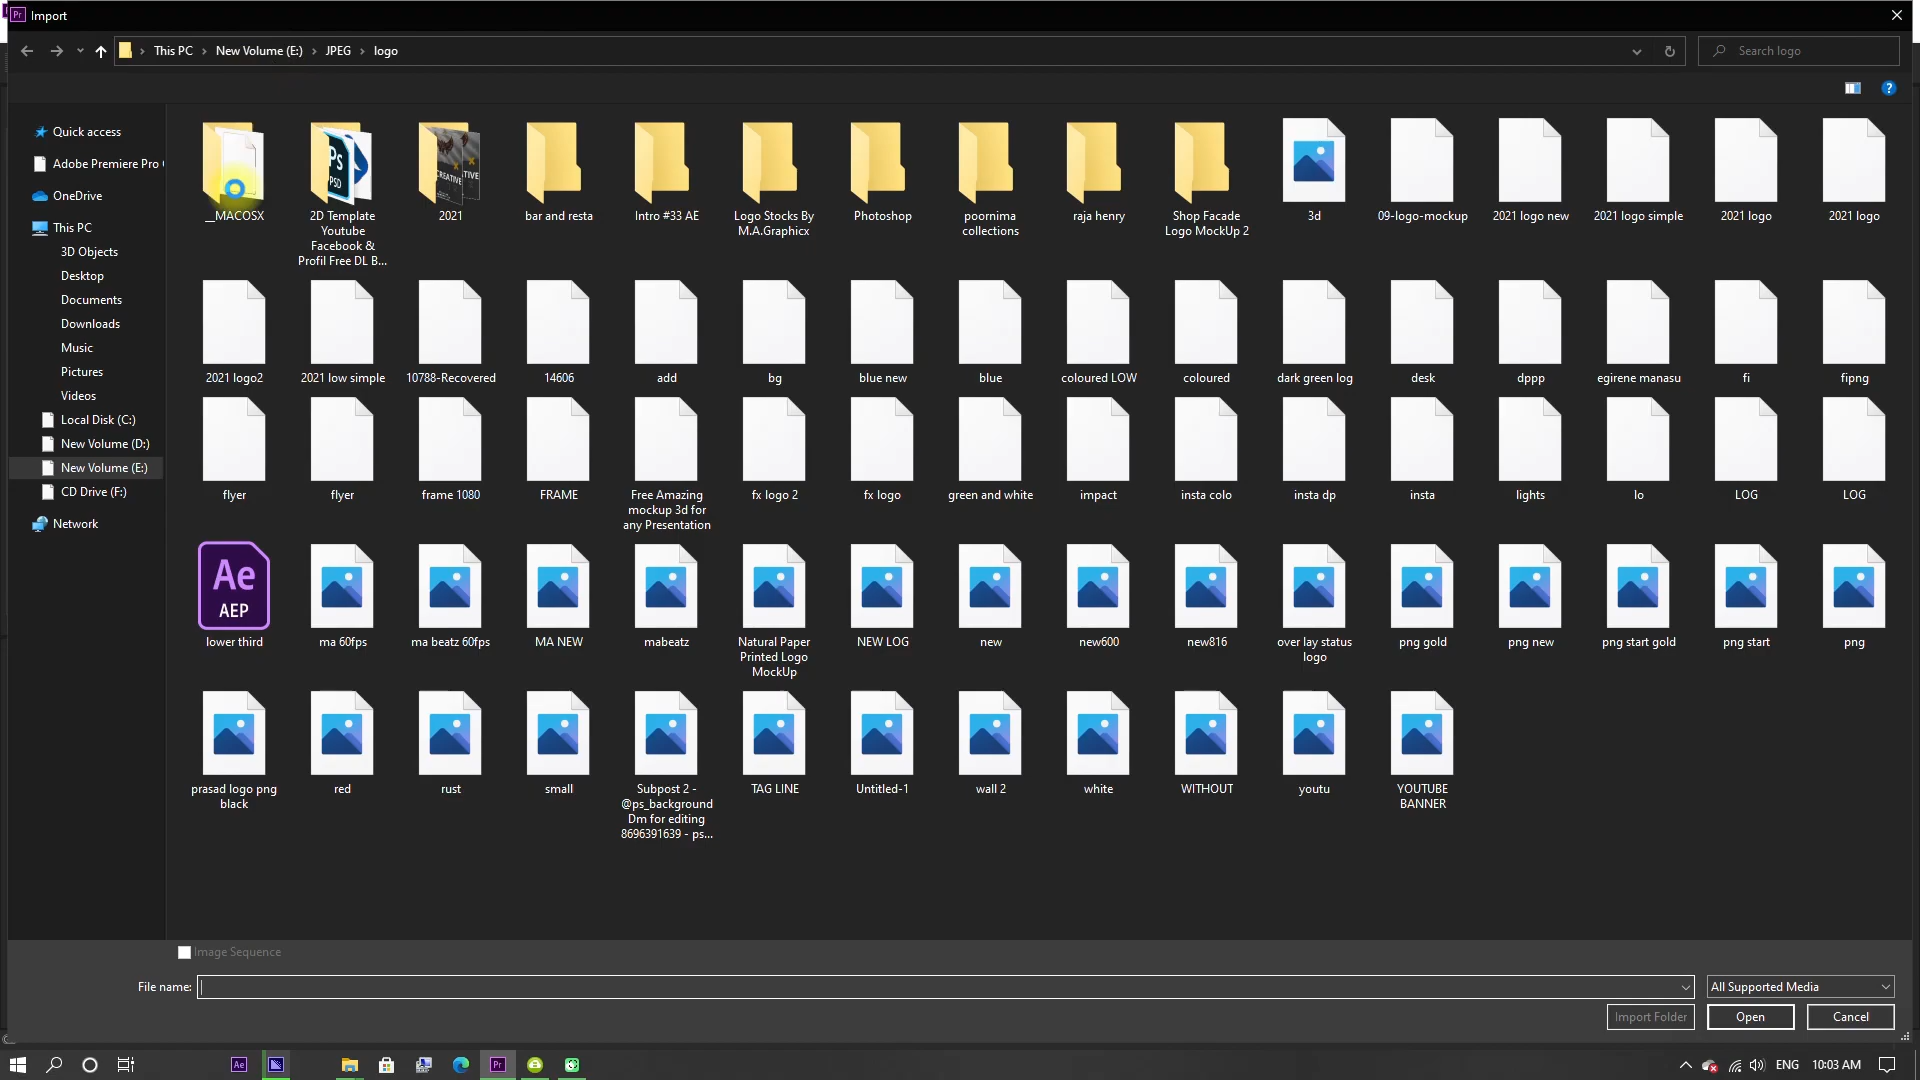 Pr Import
This PC New Volume (E:) JPEG logo
Search logo
Quick access
Adobe Premiere Pro
OneDrive
This PC
3D Objects
Desktop
Documents
Downloads
Music
Pictures
Videos
Local Disk (C:)
New Volume (D:)
New Volume (E:)
CD Drive (F:)
Network
__MACOSX
2D Template
Youtube
Facebook &
Profil Free DL B...
2021
bar and resta
Intro #33 AE
Logo Stocks By
M.A.Graphicx
Photoshop
poornima
collections
raja henry
Shop Facade
Logo MockUp 2
3d
09-logo-mockup
2021 logo new
2021 logo simple
2021 logo
2021 logo
2021 logo2
2021 low simple
10788-Recovered
14606
add
bg
blue new
blue
coloured LOW
coloured
dark green log
desk
dppp
egirene manasu
fi
fipng
flyer
flyer
frame 1080
FRAME
Free Amazing
mockup 3d for
any Presentation
fx logo 2
fx logo
green and white
impact
insta colo
insta dp
insta
lights
lo
LOG
LOG
Ae
AEP
lower third
ma 60fps
ma beatz 60fps
MA NEW
mabeatz
Natural Paper
Printed Logo
MockUp
NEW LOG
new
new600
new816
over lay status
logo
png gold
png new
png start gold
png start
png
prasad logo png
black
red
rust
small
Subpost 2 -
@ps_background
Dm for editing
8696391639 - ps...
TAG LINE
Untitled-1
wall 2
white
WITHOUT
youtu
YOUTUBE
BANNER
Image Sequence
File name:
All Supported Media
Import Folder
Open
Cancel
Ae
Pr
ENG
10:03 AM